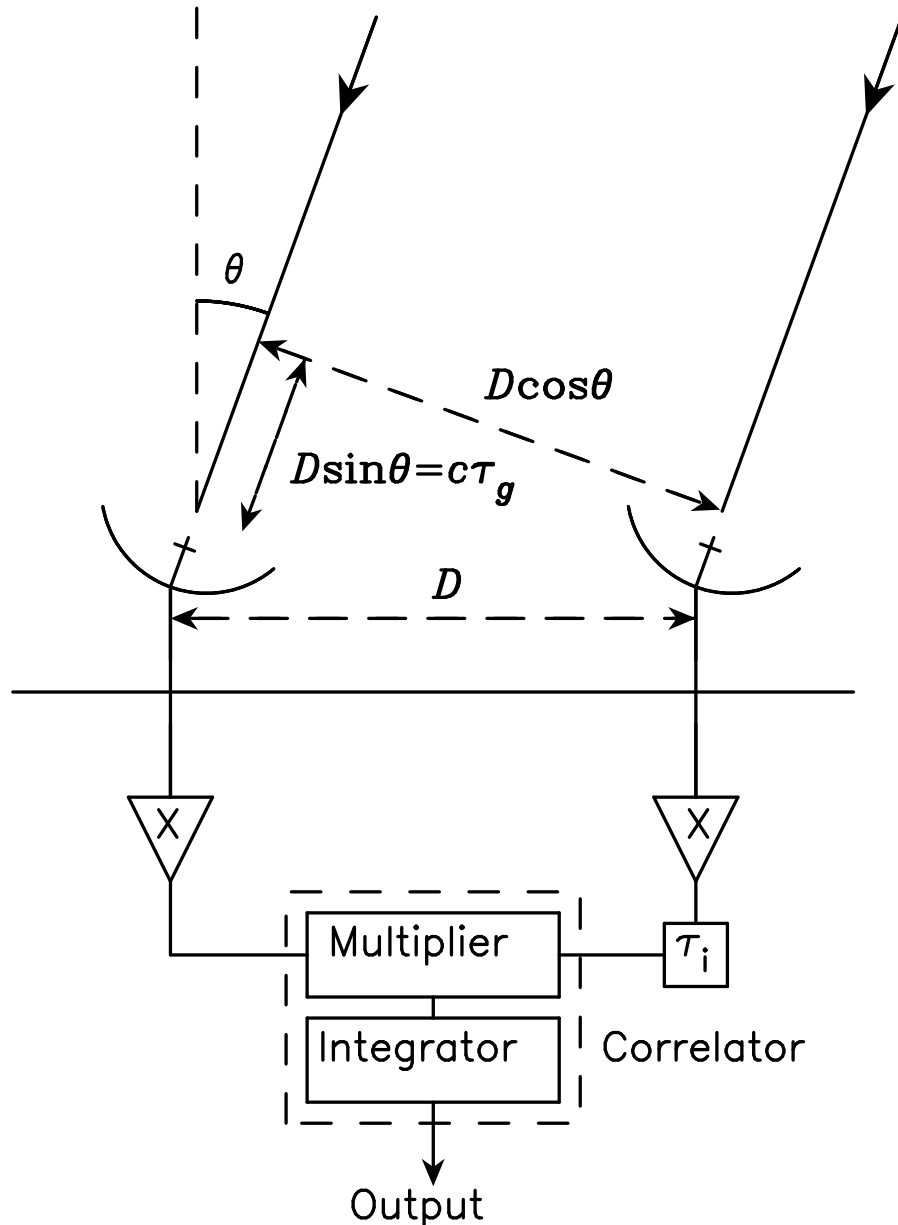 θ
Dcosθ
Dsinθ=cτg
D
X X
Multiplier
τi
Integrator
Correlator
Output